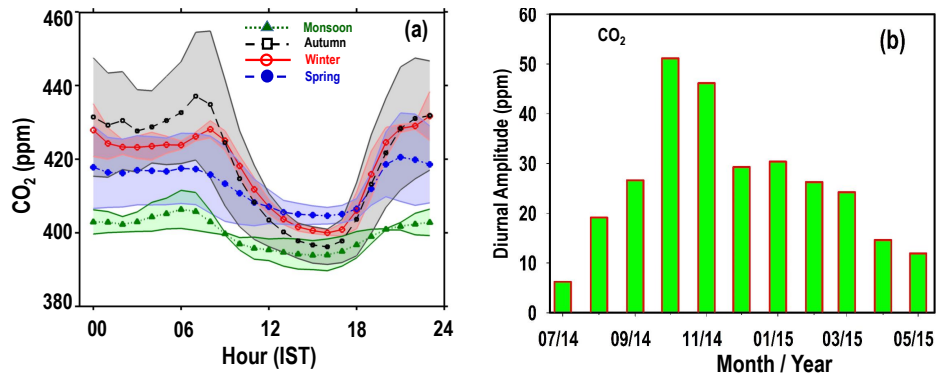 (a)
Monsoon
Autumn
Winter
Spring
460
440
420
400
380
CO₂ (ppm)
00 06 12 18 24
Hour (IST)
CO₂
(b)
60
50
40
30
20
10
0
Diurnal Amplitude (ppm)
07/14 09/14 11/14 01/15 03/15 05/15
Month / Year